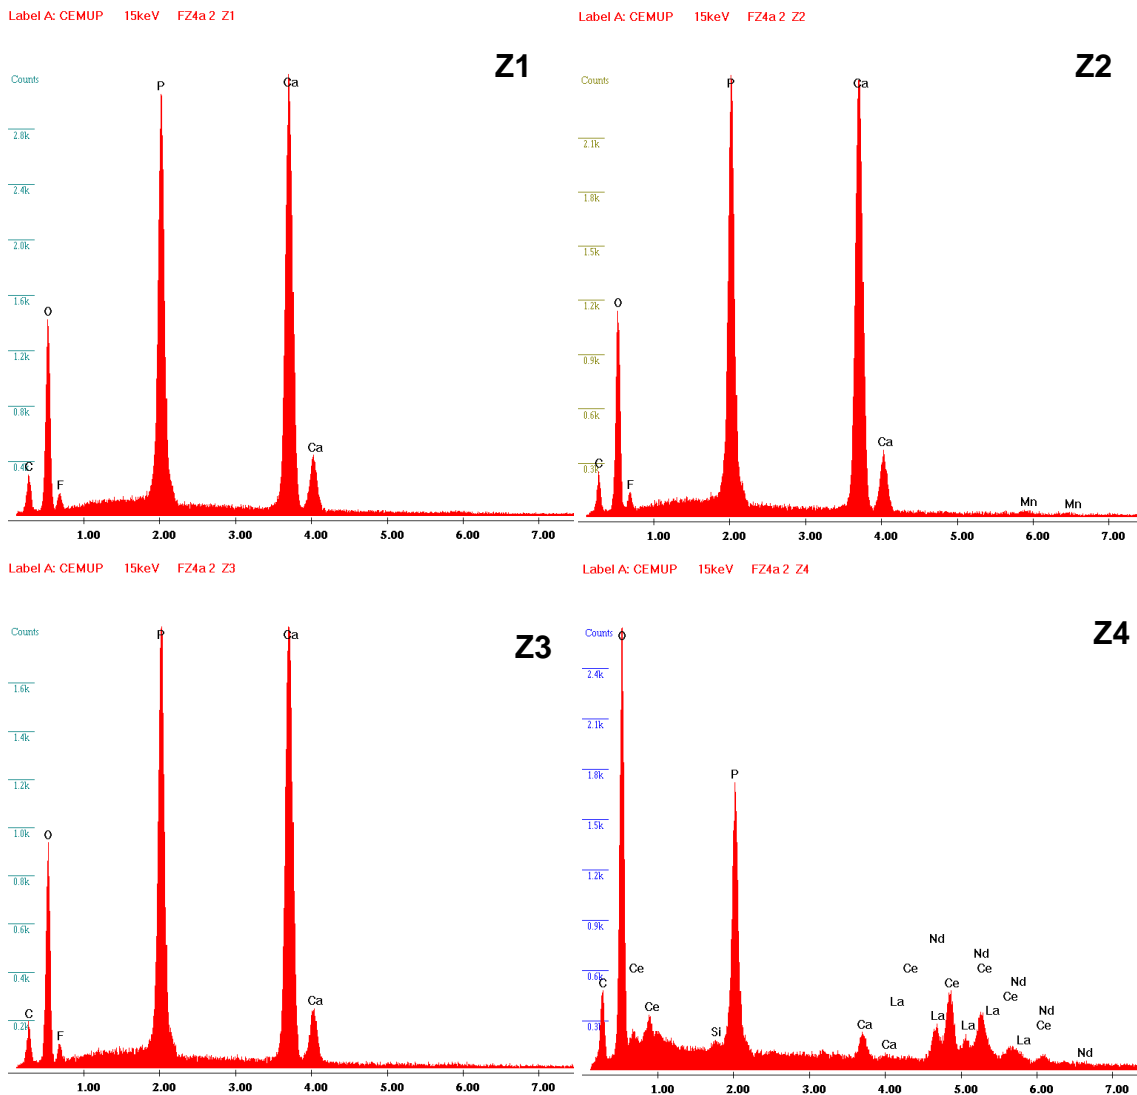 Label A: CEMUP 15keV FZ4a 2 Z1
Z1
Counts
2.8k
2.4k
2.0k
1.6k
1.2k
0.8k
0.4k
C
O
F
P
Ca
Ca
1.00 2.00 3.00 4.00 5.00 6.00 7.00
Label A: CEMUP 15keV FZ4a 2 Z2
Z2
Counts
2.1k
1.8k
1.5k
1.2k
0.9k
0.6k
0.3k
C
O
F
P
Ca
Ca
Mn
Mn
1.00 2.00 3.00 4.00 5.00 6.00 7.00
Label A: CEMUP 15keV FZ4a 2 Z3
Z3
Counts
1.6k
1.4k
1.2k
1.0k
0.8k
0.6k
0.4k
0.2k
C
O
F
P
Ca
Ca
1.00 2.00 3.00 4.00 5.00 6.00 7.00
Label A: CEMUP 15keV FZ4a 2 Z4
Z4
Counts
2.4k
2.1k
1.8k
1.5k
1.2k
0.9k
0.6k
0.3k
C
O
Ce
Ce
Si
P
Ca
Ca
La
Ce
Nd
La
Ce
La
Nd
Ce
La
Nd
Ce
La
Nd
Ce
Nd
1.00 2.00 3.00 4.00 5.00 6.00 7.00